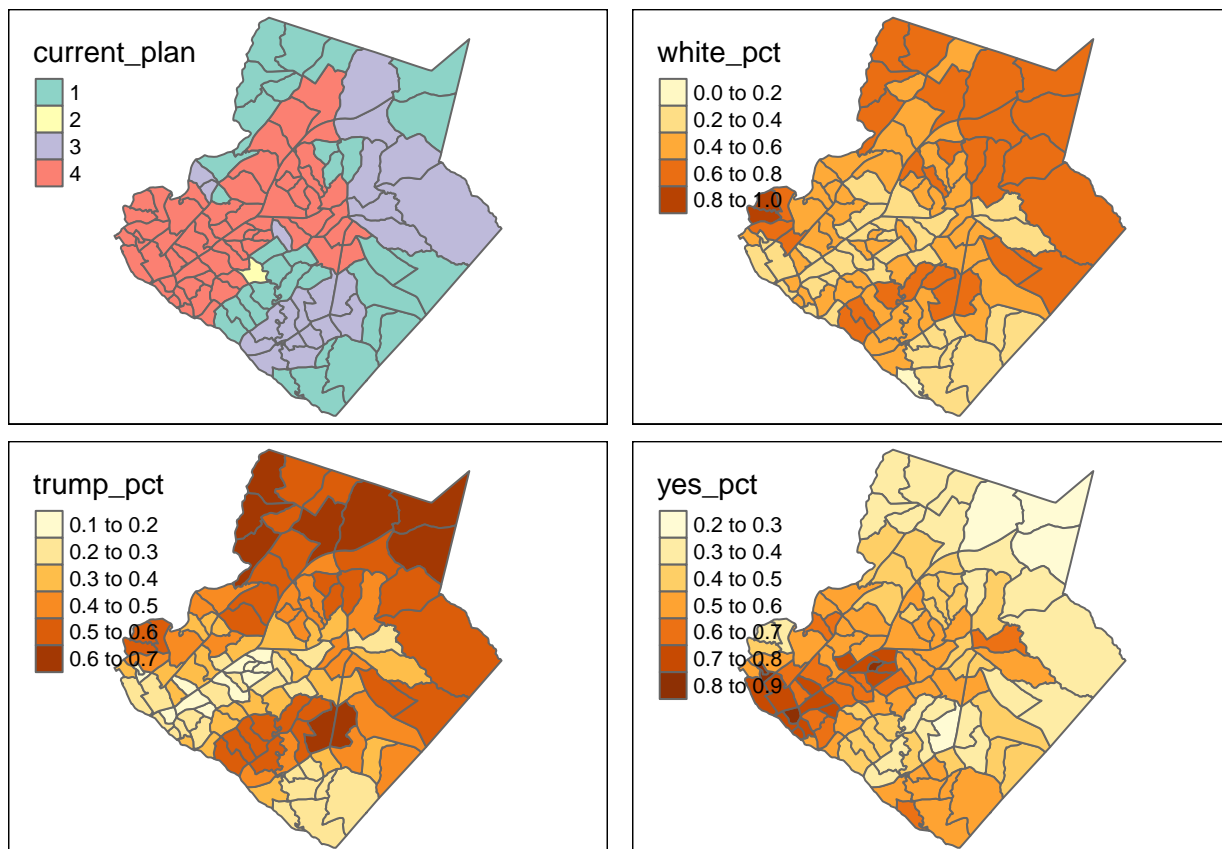 current_plan
1
2
3
4
white_pct
0.0 to 0.2
0.2 to 0.4
0.4 to 0.6
0.6 to 0.8
0.8 to 1.0
trump_pct
0.1 to 0.2
0.2 to 0.3
0.3 to 0.4
0.4 to 0.5
0.5 to 0.6
0.6 to 0.7
yes_pct
0.2 to 0.3
0.3 to 0.4
0.4 to 0.5
0.5 to 0.6
0.6 to 0.7
0.7 to 0.8
0.8 to 0.9